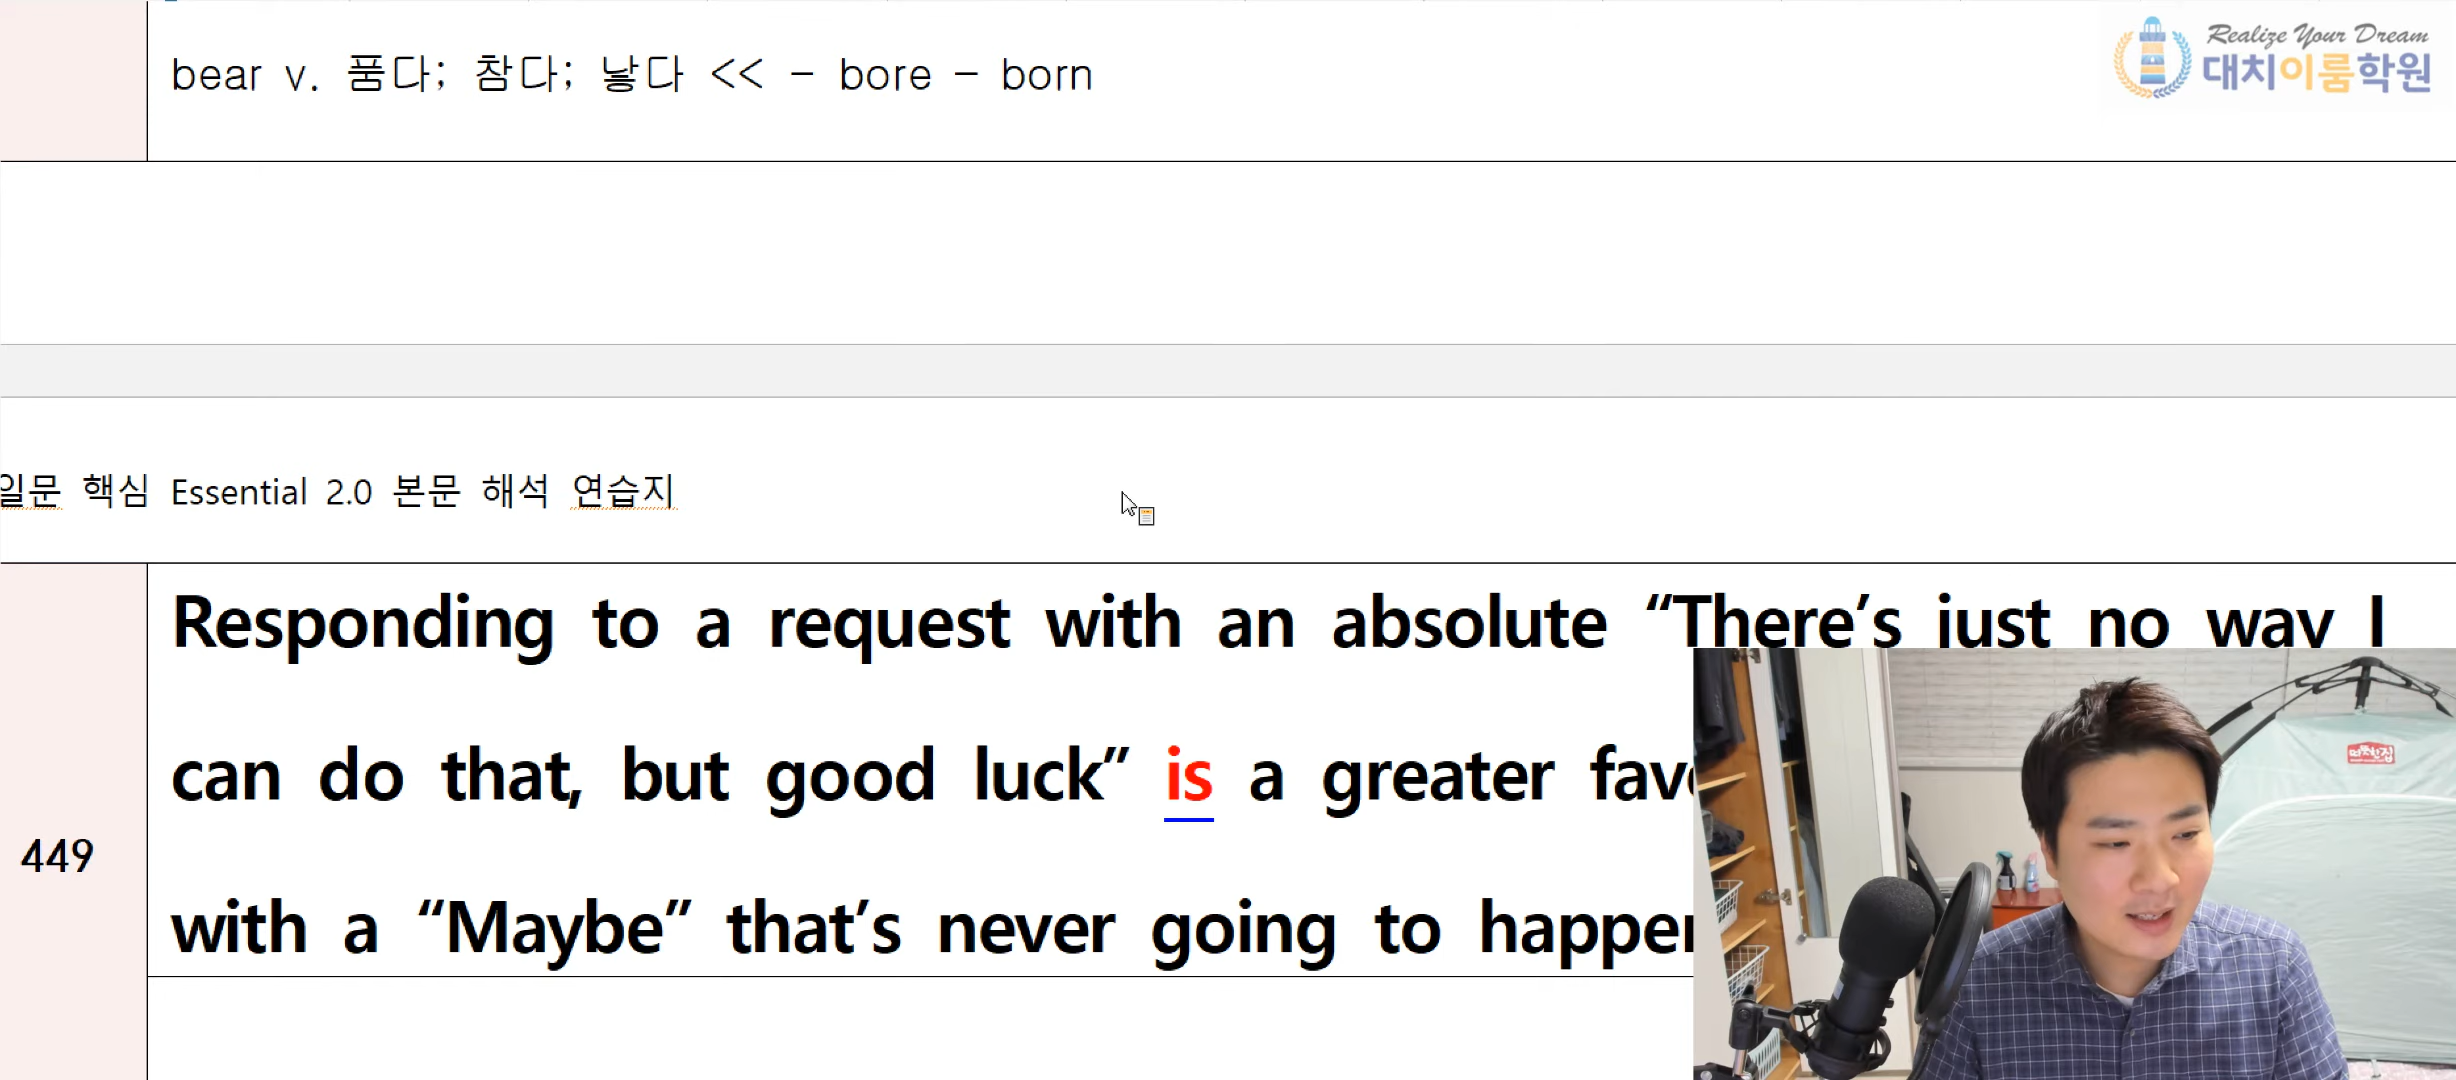 bear v. 품다; 참다; 낳다 << - bore - born
Realize Your Dream
대치이룸학원
일문 핵심 Essential 2.0 본문 해석 연습지
Responding to a request with an absolute “There’s just no way I
can do that, but good luck” is a greater
449
with a “Maybe” that’s never going to